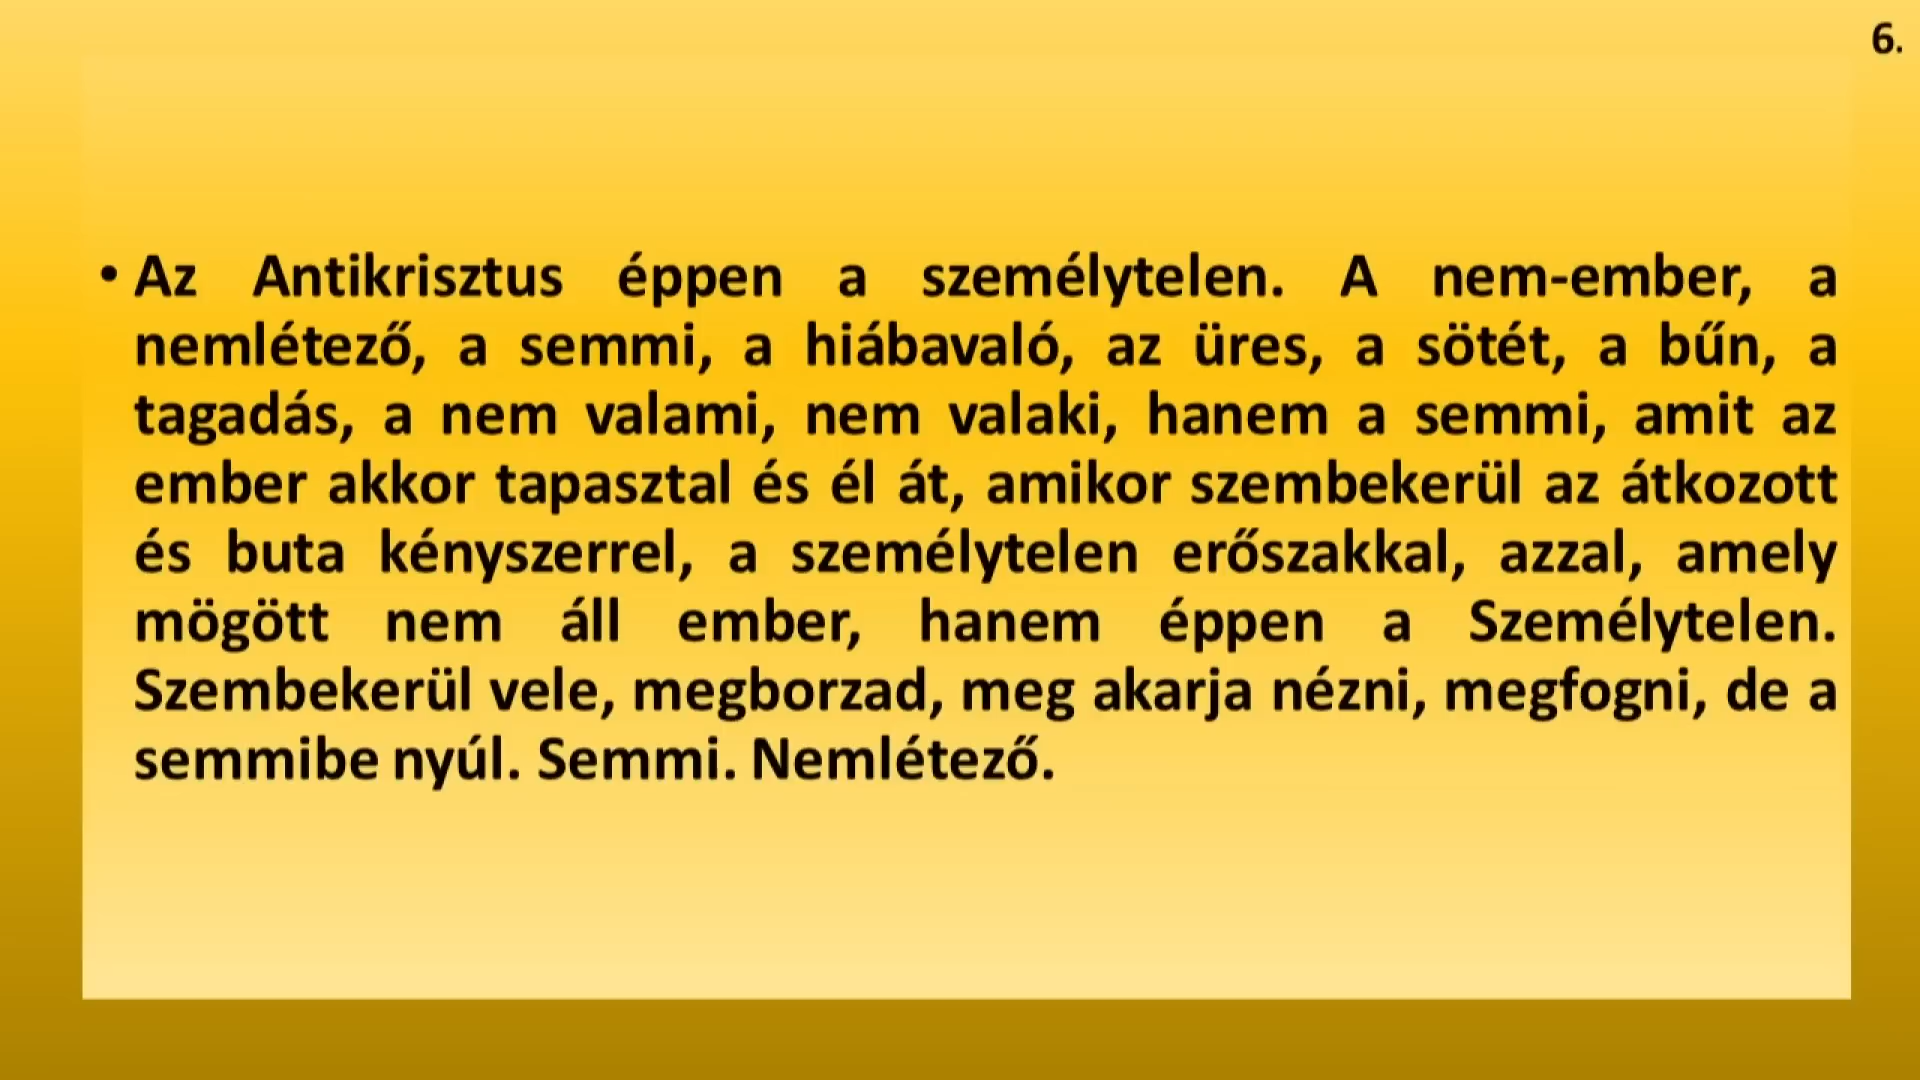 6.
• Az Antikrisztus éppen a személytelen. A nem-ember, a
nemlétező, a semmi, a hiábavaló, az üres, a sötét, a bűn, a
tagadás, a nem valami, nem valaki, hanem a semmi, amit az
ember akkor tapasztal és él át, amikor szembekerül az átkozott
és buta kényszerrel, a személytelen erőszakkal, azzal, amely
mögött nem áll ember, hanem éppen a Személytelen.
Szembekerül vele, megborzad, meg akarja nézni, megfogni, de a
semmibe nyúl. Semmi. Nemlétező.